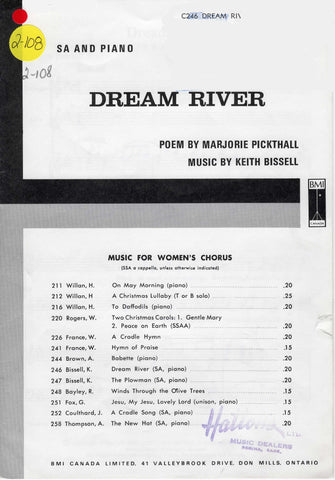 C246 DREAM RIV
2-108
SA AND PIANO
2-108
DREAM RIVER
POEM BY MARJORIE PICKTHALL
MUSIC BY KEITH BISSELL
BMI
CANADA
MUSIC FOR WOMEN'S CHORUS
(SSA a cappella, unless otherwise indicated)
211 Willan, H. On May Morning (piano) .20
212 Willan, H. A Christmas Lullaby (T or B solo) .25
216 Willan, H. To Daffodils (piano) .20
220 Rogers, W. Two Christmas Carols: 1. Gentle Mary
2. Peace on Earth (SSAA) .20
226 France, W. A Cradle Hymn .20
241 France, W. Hymn of Praise .15
244 Brown, A. Babette (piano) .20
246 Bissell, K. Dream River (SA, piano) .20
247 Bissell, K. The Plowman (SA, piano) .20
248 Bayley, R. Winds Through the Olive Trees .15
251 Fox, G. Jesu, My Jesu, Lovely Lord (unison, piano) .15
252 Coulthard, J. A Cradle Song (SA, piano) .15
258 Thompson, A. The New Hat (SA, piano) .20
LTD.
MUSIC DEALERS
REGINA, SASK.
BMI CANADA LIMITED, 41 VALLEYBROOK DRIVE, DON MILLS, ONTARIO